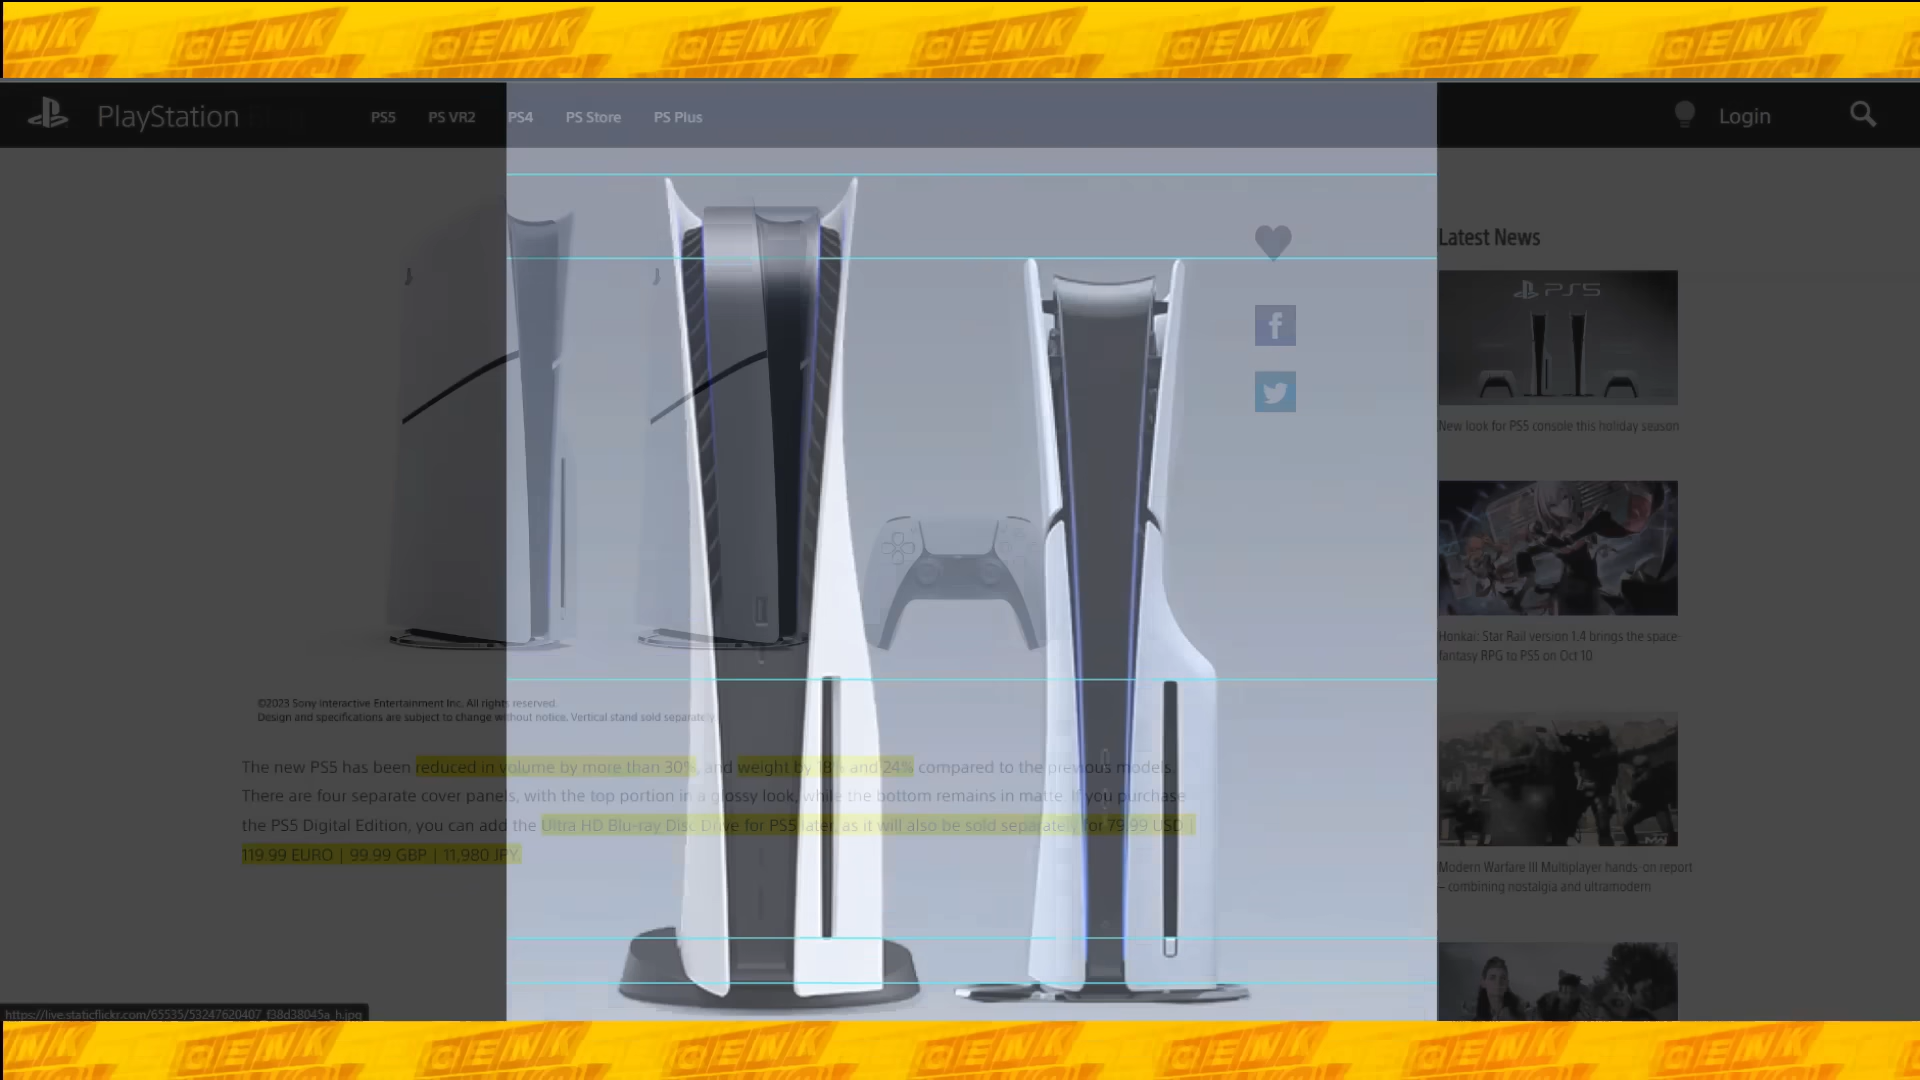 PlayStation
PS5 PS VR2 PS4 PS Store PS Plus
Login
Latest News
PS5
New look for PS5 console this holiday season
Honkai: Star Rail version 1.4 brings the space-
fantasy RPG to PS5 on Oct 10
©2023 Sony Interactive Entertainment Inc. All rights reserved.
Design and specifications are subject to change without notice. Vertical stand sold separately
The new PS5 has been reduced in volume by more than 30%, and weight by 18% and 24% compared to the previous models.
There are four separate cover panels, with the top portion in a glossy look, while the bottom remains in matte. If you purchase
the PS5 Digital Edition, you can add the Ultra HD Blu-ray Disc Drive for PS5 later, as it will also be sold separately for 79.99 USD |
119.99 EURO | 99.99 GBP | 11,980 JPY.
Modern Warfare III Multiplayer hands-on report
– combining nostalgia and ultramodern
https://live.staticflickr.com/65535/53247620407_f38d38045a_h.jpg